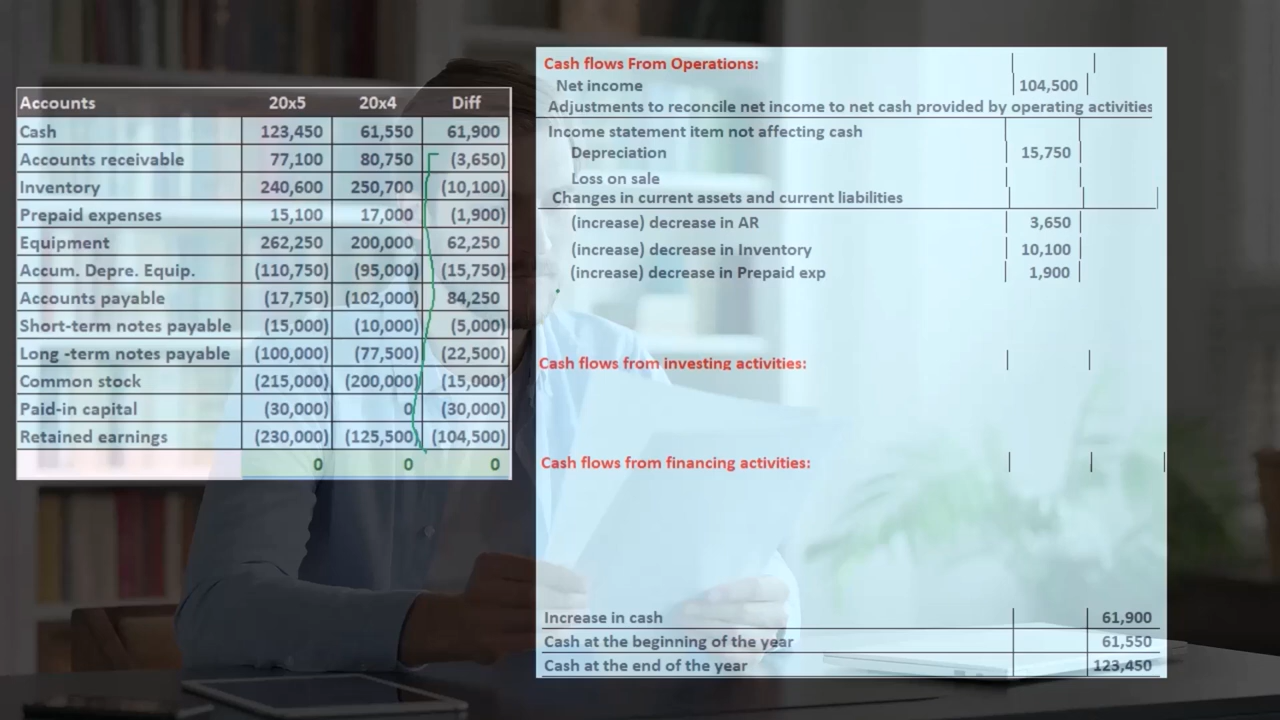 Accounts 20x5 20x4 Diff
Cash 123,450 61,550 61,900
Accounts receivable 77,100 80,750 (3,650)
Inventory 240,600 250,700 (10,100)
Prepaid expenses 15,100 17,000 (1,900)
Equipment 262,250 200,000 62,250
Accum. Depre. Equip. (110,750) (95,000) (15,750)
Accounts payable (17,750) (102,000) 84,250
Short-term notes payable (15,000) (10,000) (5,000)
Long -term notes payable (100,000) (77,500) (22,500)
Common stock (215,000) (200,000) (15,000)
Paid-in capital (30,000) 0 (30,000)
Retained earnings (230,000) (125,500) (104,500)
0 0 0
Cash flows From Operations:
Net income 104,500
Adjustments to reconcile net income to net cash provided by operating activities
Income statement item not affecting cash
Depreciation 15,750
Loss on sale
Changes in current assets and current liabilities
(increase) decrease in AR 3,650
(increase) decrease in Inventory 10,100
(increase) decrease in Prepaid exp 1,900
Cash flows from investing activities:
Cash flows from financing activities:
Increase in cash 61,900
Cash at the beginning of the year 61,550
Cash at the end of the year 123,450